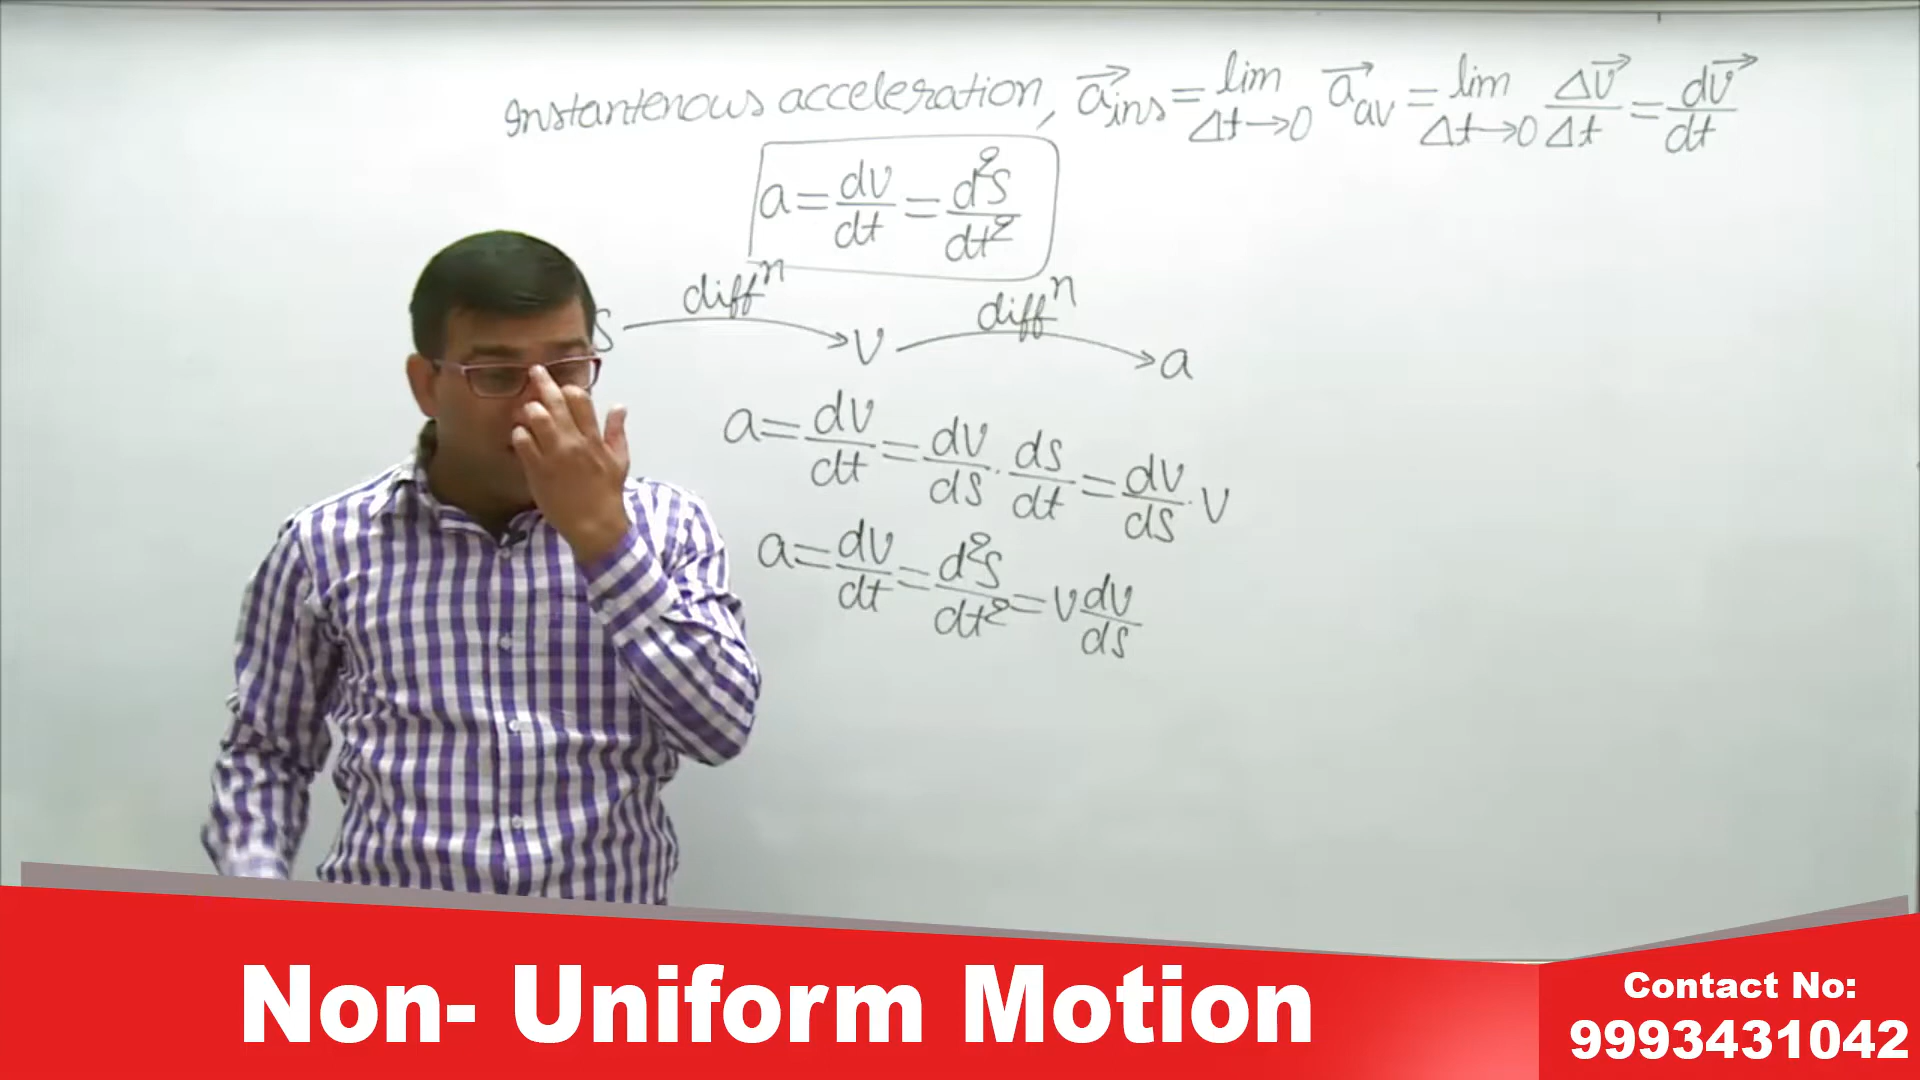 Instantenous acceleration, a⃗ins = lim Δt→0 a⃗av = lim Δt→0 Δv⃗/Δt = dv⃗/dt
a = dv/dt = d²s/dt²
diffⁿ diffⁿ
s → v → a
a = dv/dt = dv/ds · ds/dt = dv/ds · v
a = dv/dt = d²s/dt² = v dv/ds
Non- Uniform Motion
Contact No:
9993431042